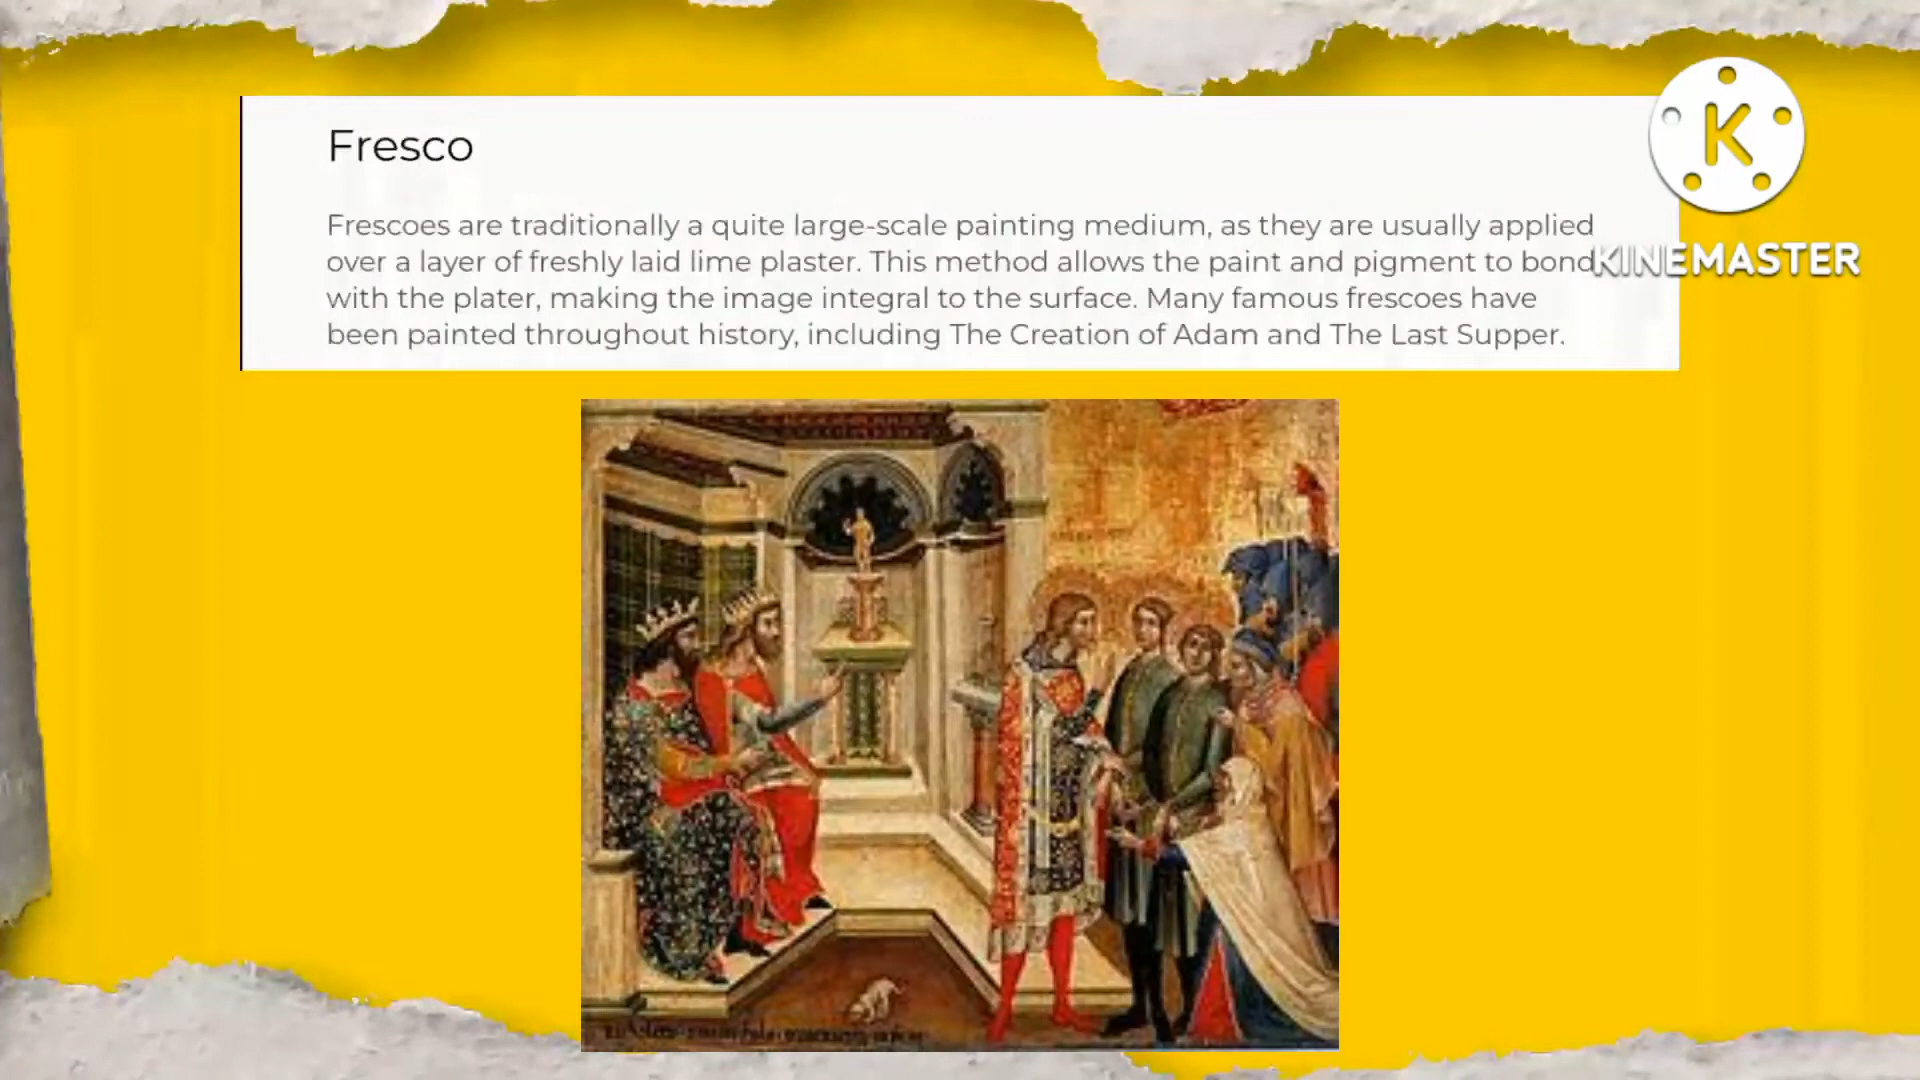 Fresco
Frescoes are traditionally a quite large-scale painting medium, as they are usually applied
over a layer of freshly laid lime plaster. This method allows the paint and pigment to bond
with the plater, making the image integral to the surface. Many famous frescoes have
been painted throughout history, including The Creation of Adam and The Last Supper.
K
KINEMASTER